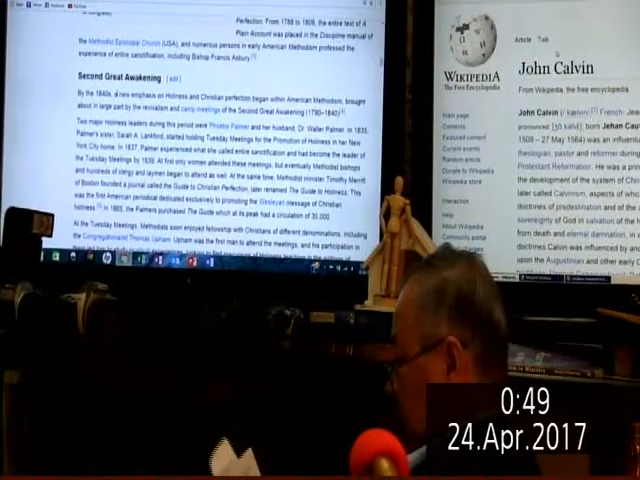 Perfection. From 1788 to 1808, the entire text of A
Plain Account was placed in the Discipline manual of
the Methodist Episcopal Church (USA), and numerous persons in early American Methodism professed the
experience of entire sanctification, including Bishop Francis Asbury.
Second Great Awakening [edit]
By the 1840s, a new emphasis on Holiness and Christian perfection began within American Methodism, brought
about in large part by the revivalism and camp meetings of the Second Great Awakening (1790–1840)
Two major Holiness leaders during this period were Phoebe Palmer and her husband, Dr. Walter Palmer. In 1835,
Palmer's sister, Sarah A. Lankford, started holding Tuesday Meetings for the Promotion of Holiness in her New
York City home. In 1837, Palmer experienced what she called entire sanctification and had become the leader of
the Tuesday Meetings by 1839. At first only women attended these meetings, but eventually Methodist bishops
and hundreds of clergy and laymen began to attend as well. At the same time, Methodist minister Timothy Merritt
of Boston founded a journal called the Guide to Christian Perfection, later renamed The Guide to Holiness. This
was the first American periodical dedicated exclusively to promoting the Wesleyan message of Christian
holiness. In 1865, the Palmers purchased The Guide which at its peak had a circulation of 30,000.
At the Tuesday Meetings, Methodists soon enjoyed fellowship with Christians of different denominations, including
the Congregationalist Thomas Upham. Upham was the first man to attend the meetings, and his participation in
WIKIPEDIA
The Free Encyclopedia
Main page
Contents
Featured content
Current events
Random article
Donate to Wikipedia
Wikipedia store
Interaction
Help
About Wikipedia
Community portal
Article Talk
John Calvin
From Wikipedia, the free encyclopedia
John Calvin French: Jea
pronounced: born Jehan Cau
1509 – 27 May 1564) was an influen
theologian, pastor and reformer during
Protestant Reformation. He was a prin
the development of the system of Chri
later called Calvinism, aspects of which
doctrines of predestination and of the a
sovereignty of God in salvation of the h
from death and eternal damnation, in w
doctrines Calvin was influenced by and
upon the Augustinian and other early C
0:49
24.Apr.2017